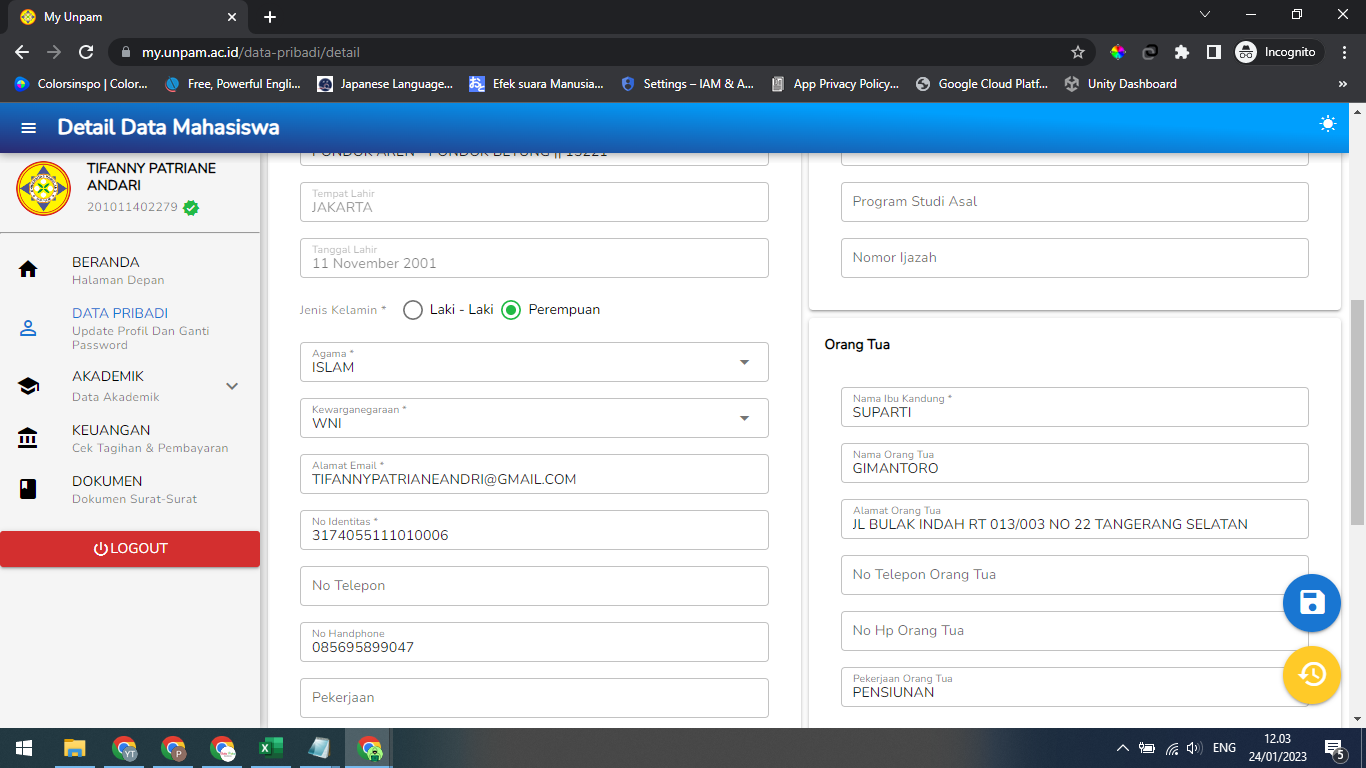 My Unpam
my.unpam.ac.id/data-pribadi/detail
Incognito
Colorsinspo | Color...
Free, Powerful Engli...
Japanese Language...
Efek suara Manusia...
Settings – IAM & A...
App Privacy Policy...
Google Cloud Platf...
Unity Dashboard
»
Detail Data Mahasiswa
TIFANNY PATRIANE
ANDARI
201011402279
BERANDA
Halaman Depan
DATA PRIBADI
Update Profil Dan Ganti
Password
AKADEMIK
Data Akademik
KEUANGAN
Cek Tagihan & Pembayaran
DOKUMEN
Dokumen Surat-Surat
LOGOUT
PONDOK AREN - PONDOK BETUNG || 15221
Tempat Lahir
JAKARTA
Tanggal Lahir
11 November 2001
Jenis Kelamin *
Laki - Laki
Perempuan
Agama *
ISLAM
Kewarganegaraan *
WNI
Alamat Email *
TIFANNYPATRIANEANDRI@GMAIL.COM
No Identitas *
3174055111010006
No Telepon
No Handphone
085695899047
Pekerjaan
Program Studi Asal
Nomor Ijazah
Orang Tua
Nama Ibu Kandung *
SUPARTI
Nama Orang Tua
GIMANTORO
Alamat Orang Tua
JL BULAK INDAH RT 013/003 NO 22 TANGERANG SELATAN
No Telepon Orang Tua
No Hp Orang Tua
Pekerjaan Orang Tua
PENSIUNAN
YT
P
ENG
12.03
24/01/2023
5